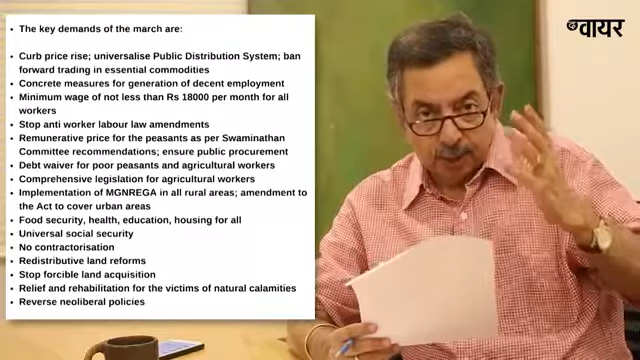 द वायर
• The key demands of the march are:
• Curb price rise; universalise Public Distribution System; ban
forward trading in essential commodities
• Concrete measures for generation of decent employment
• Minimum wage of not less than Rs 18000 per month for all
workers
• Stop anti worker labour law amendments
• Remunerative price for the peasants as per Swaminathan
Committee recommendations; ensure public procurement
• Debt waiver for poor peasants and agricultural workers
• Comprehensive legislation for agricultural workers
• Implementation of MGNREGA in all rural areas; amendment to
the Act to cover urban areas
• Food security, health, education, housing for all
• Universal social security
• No contractorisation
• Redistributive land reforms
• Stop forcible land acquisition
• Relief and rehabilitation for the victims of natural calamities
• Reverse neoliberal policies